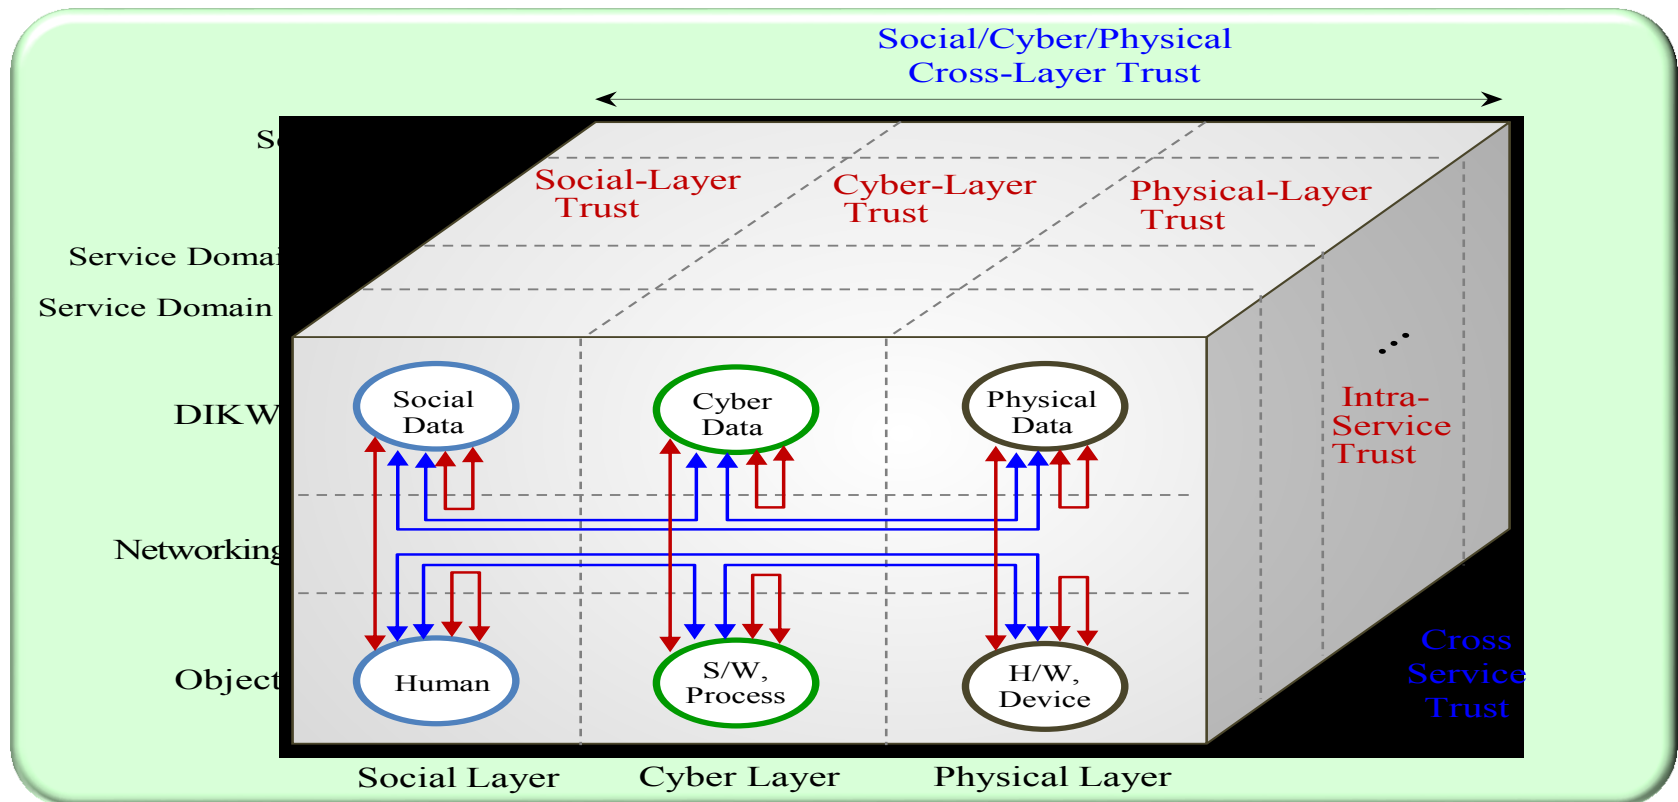 Social/Cyber/Physical
Cross-Layer Trust
Social-Layer
Trust
Cyber-Layer
Trust
Physical-Layer
Trust
Service
Service Domain
DIKW
Social
Data
Cyber
Data
Physical
Data
...
Intra-
Service
Trust
Networking
Object
Human
S/W,
Process
H/W,
Device
Cross
Service
Trust
Social Layer
Cyber Layer
Physical Layer